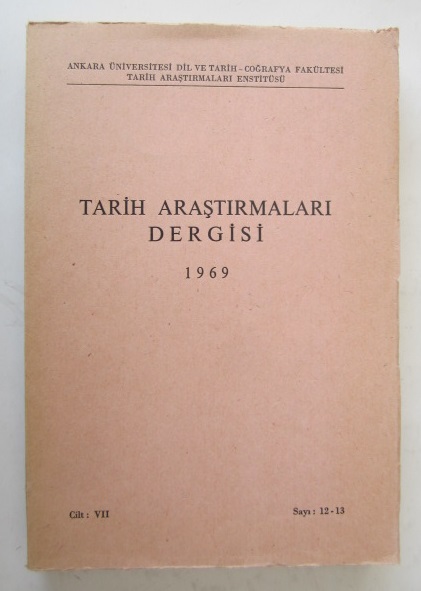 ANKARA ÜNİVERSİTESİ DİL VE TARİH - COĞRAFYA FAKÜLTESİ
TARİH ARAŞTIRMALARI ENSTİTÜSÜ
TARİH ARAŞTIRMALARI
DERGİSİ
1969
Cilt : VII
Sayı : 12 - 13